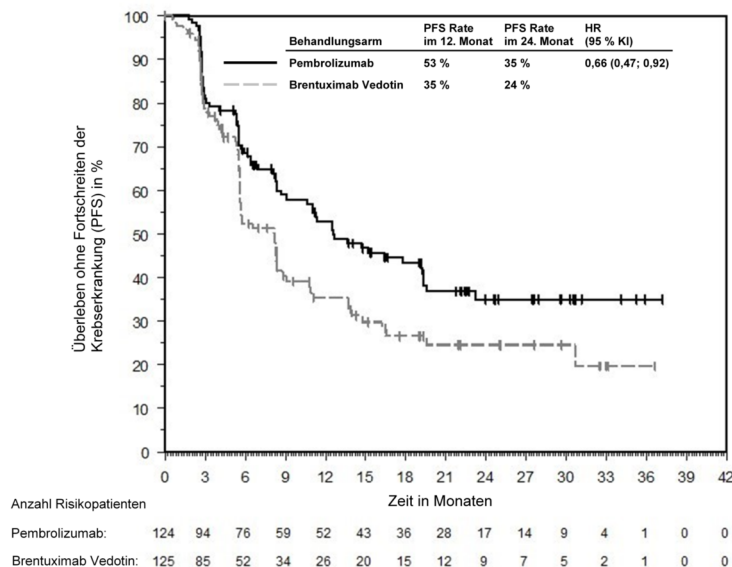 PFS Rate PFS Rate HR
Behandlungsarm im 12. Monat im 24. Monat (95 % KI)
Pembrolizumab 53 % 35 % 0,66 (0,47; 0,92)
Brentuximab Vedotin 35 % 24 %
Überleben ohne Fortschreiten der
Krebserkrankung (PFS) in %
100
90
80
70
60
50
40
30
20
10
0
0 3 6 9 12 15 18 21 24 27 30 33 36 39 42
Anzahl Risikopatienten
Zeit in Monaten
Pembrolizumab: 124 94 76 59 52 43 36 28 17 14 9 4 1 0 0
Brentuximab Vedotin: 125 85 52 34 26 20 15 12 9 7 5 2 1 0 0